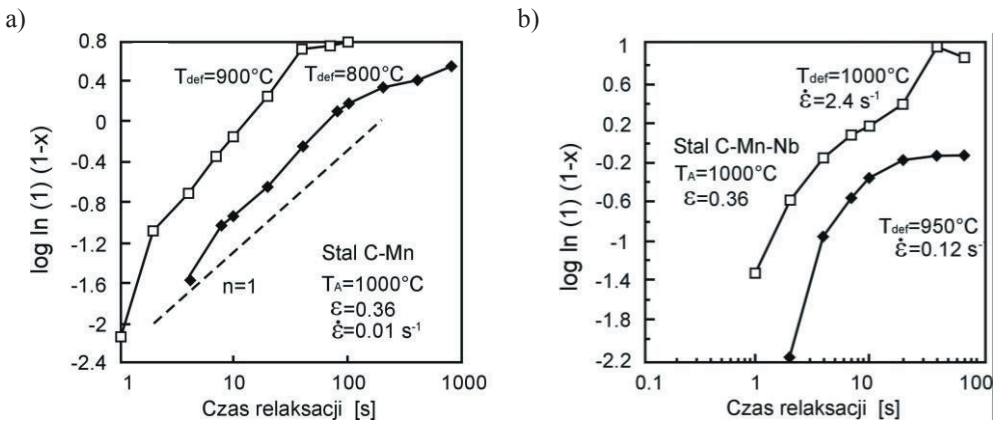 a)
0.8
0.4
0
-0.4
-0.8
-1.2
-1.6
-2
-2.4
log ln (1) (1-x)
Tdef=900°C
Tdef=800°C
n=1
Stal C-Mn
TA=1000°C
Ɛ=0.36
Ɛ̇=0.01 s⁻¹
1 10 100 1000
Czas relaksacji [s]
b)
1
0.6
0.2
-0.2
-0.6
-1
-1.4
-1.8
-2.2
log ln (1) (1-x)
Tdef=1000°C
Ɛ̇=2.4 s⁻¹
Stal C-Mn-Nb
TA=1000°C
Ɛ=0.36
Tdef=950°C
Ɛ̇=0.12 s⁻¹
0.1 1 10 100
Czas relaksacji [s]